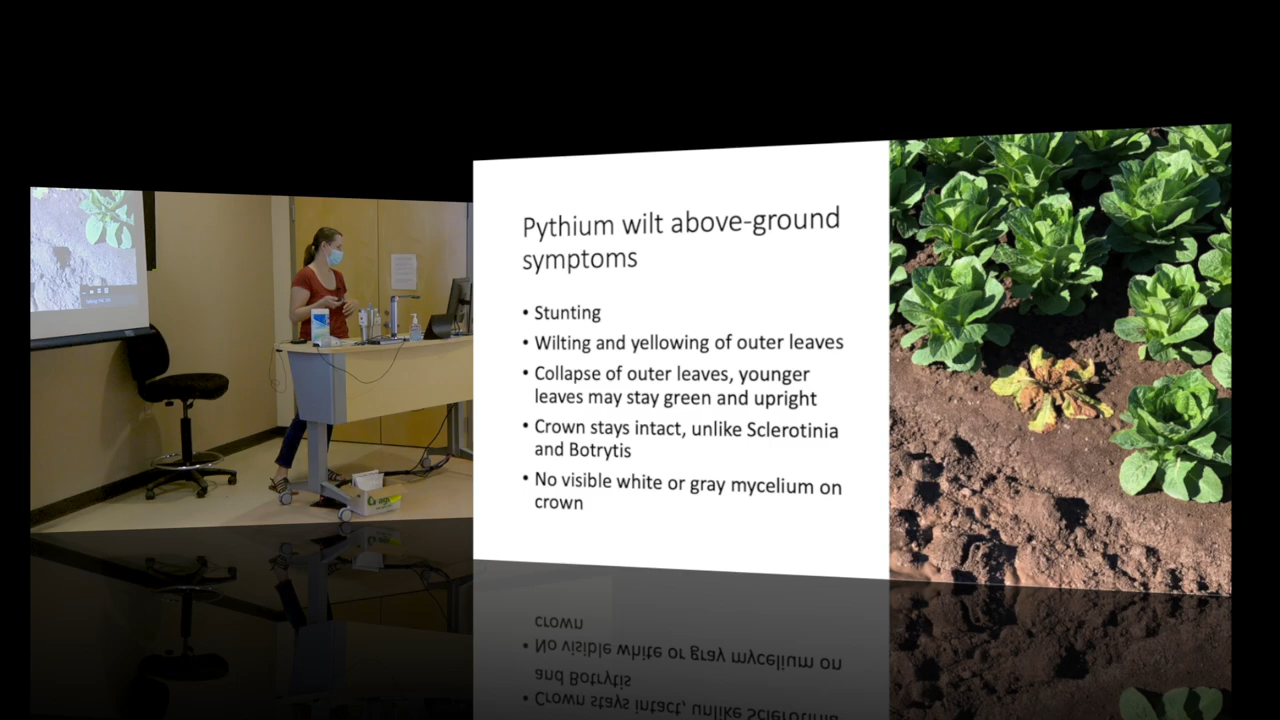 Pythium wilt above-ground
symptoms
• Stunting
• Wilting and yellowing of outer leaves
• Collapse of outer leaves, younger
leaves may stay green and upright
• Crown stays intact, unlike Sclerotinia
and Botrytis
• No visible white or gray mycelium on
crown